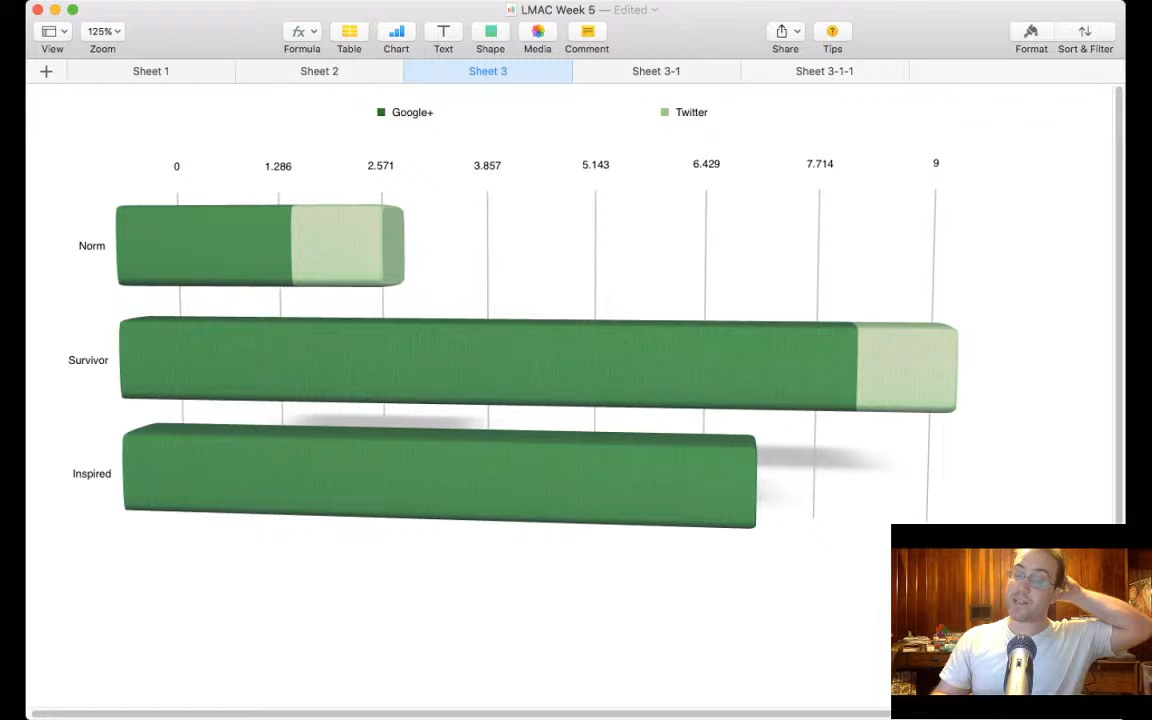 LMAC Week 5 — Edited
125%
View
Zoom
Formula
Table
Chart
Text
Shape
Media
Comment
Share
Tips
Format
Sort & Filter
Sheet 1
Sheet 2
Sheet 3
Sheet 3-1
Sheet 3-1-1
Google+
Twitter
0
1.286
2.571
3.857
5.143
6.429
7.714
9
Norm
Survivor
Inspired